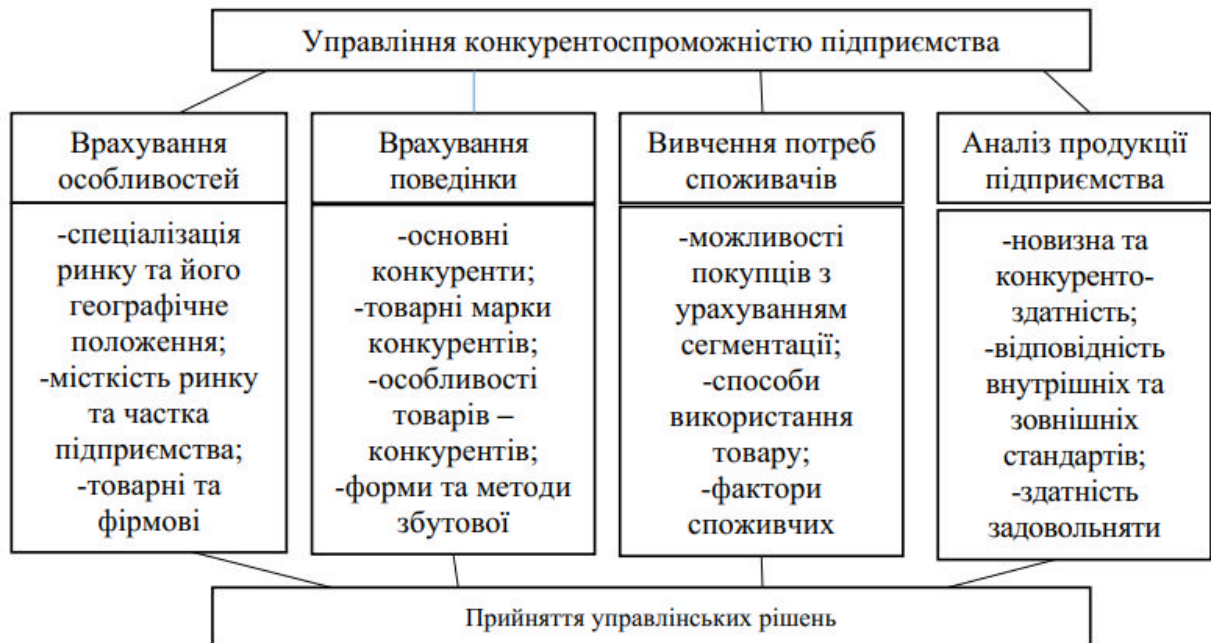 Управління конкурентоспроможністю підприємства
Врахування
особливостей
-спеціалізація
ринку та його
географічне
положення;
-місткість ринку
та частка
підприємства;
-товарні та
фірмові
Врахування
поведінки
-основні
конкуренти;
-товарні марки
конкурентів;
-особливості
товарів –
конкурентів;
-форми та методи
збутової
Вивчення потреб
споживачів
-можливості
покупців з
урахуванням
сегментації;
-способи
використання
товару;
-фактори
споживчих
Аналіз продукції
підприємства
-новизна та
конкуренто-
здатність;
-відповідність
внутрішніх та
зовнішніх
стандартів;
-здатність
задовольняти
Прийняття управлінських рішень